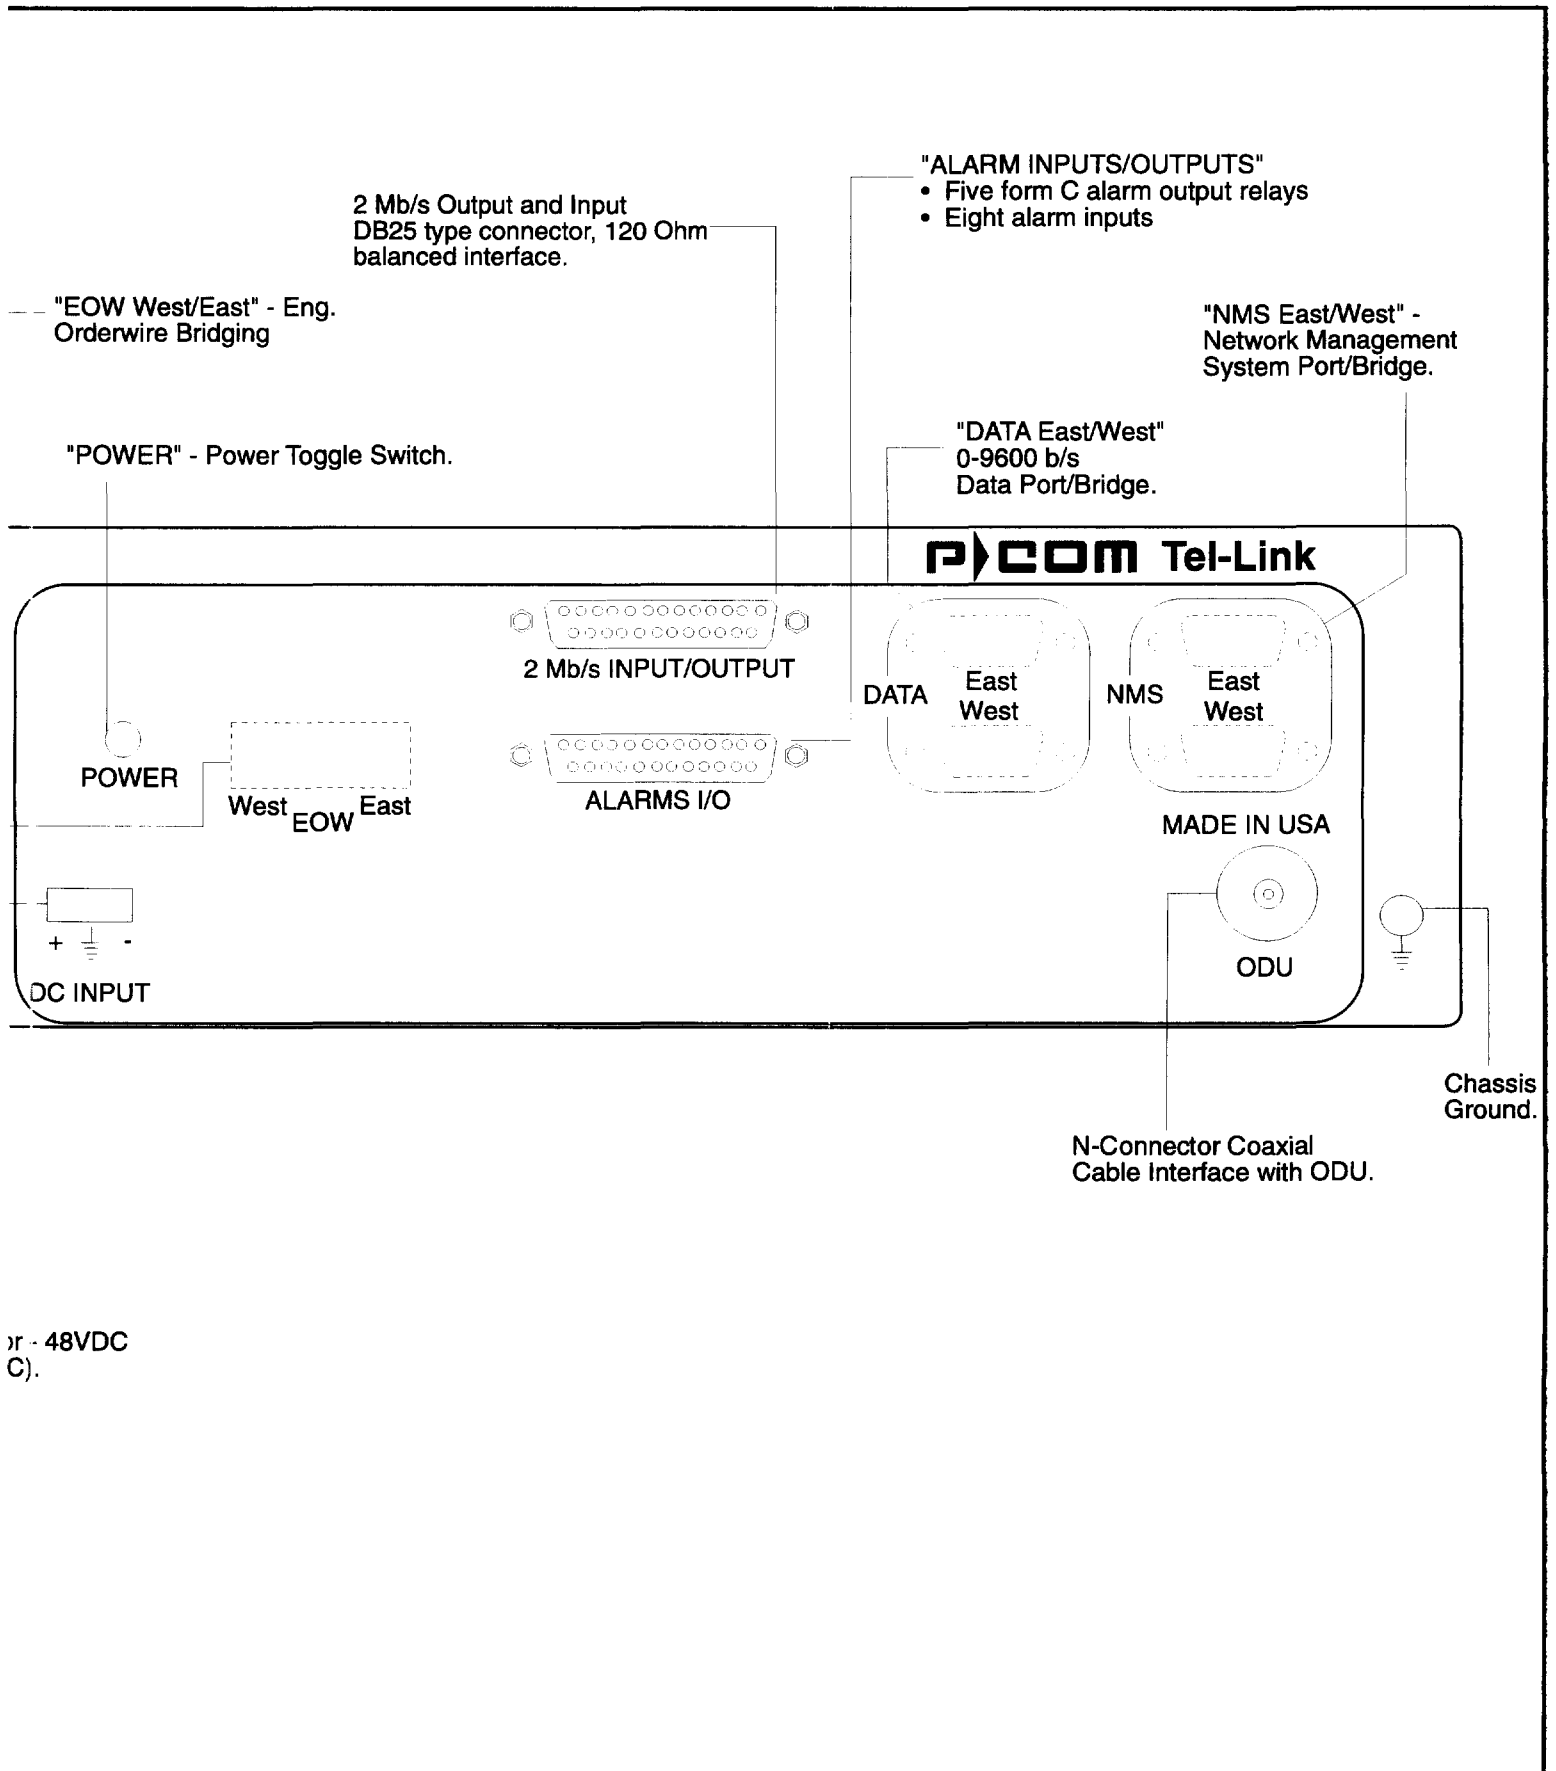 "ALARM INPUTS/OUTPUTS"
• Five form C alarm output relays
• Eight alarm inputs
2 Mb/s Output and Input
DB25 type connector, 120 Ohm
balanced interface.
"EOW West/East" - Eng.
Orderwire Bridging
"NMS East/West" -
Network Management
System Port/Bridge.
"DATA East/West"
0-9600 b/s
Data Port/Bridge.
"POWER" - Power Toggle Switch.
P COM Tel-Link
2 Mb/s INPUT/OUTPUT
DATA
East
West
NMS
East
West
POWER
West EOW East
ALARMS I/O
MADE IN USA
+ -
DC INPUT
ODU
Chassis
Ground.
N-Connector Coaxial
Cable Interface with ODU.
- 48VDC
C).